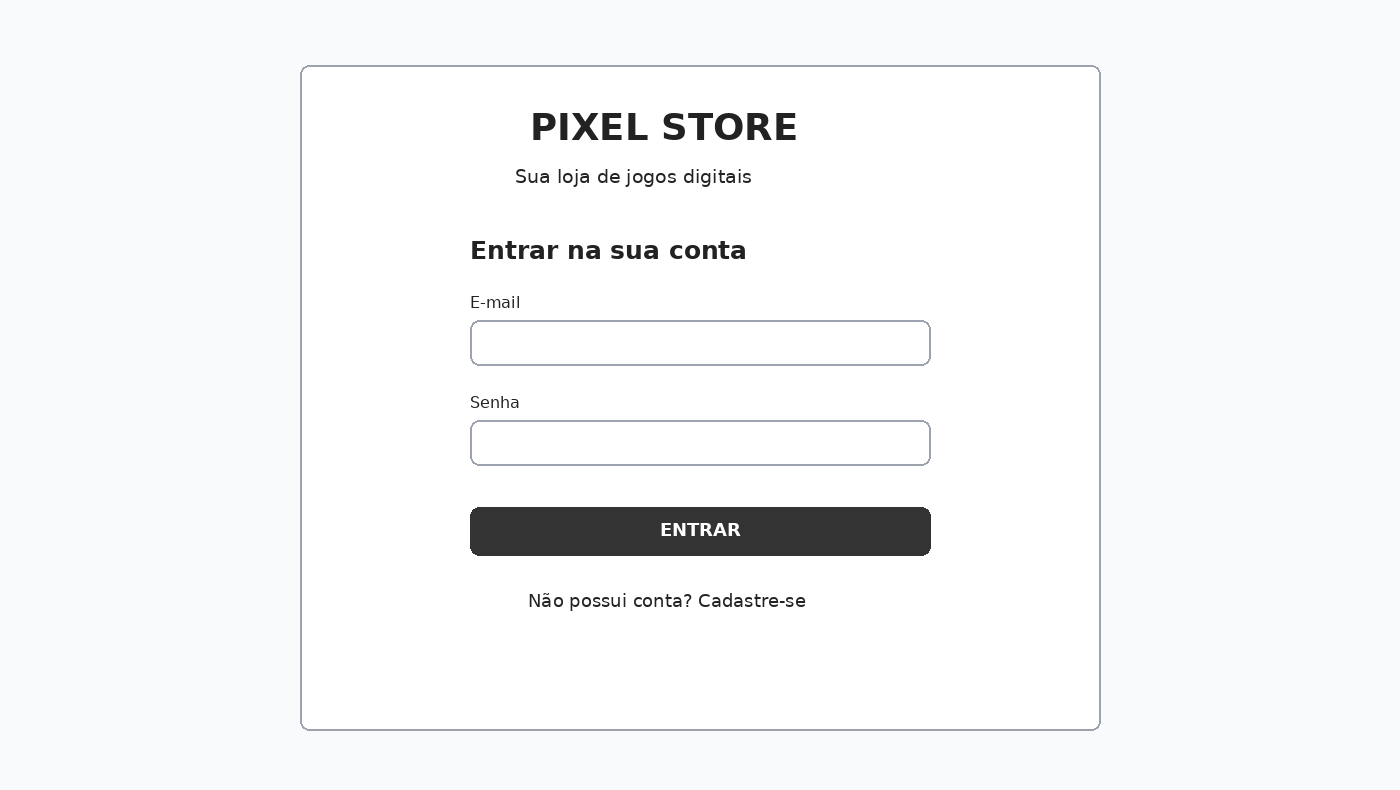 PIXEL STORE
Sua loja de jogos digitais
Entrar na sua conta
E-mail
Senha
ENTRAR
Não possui conta? Cadastre-se